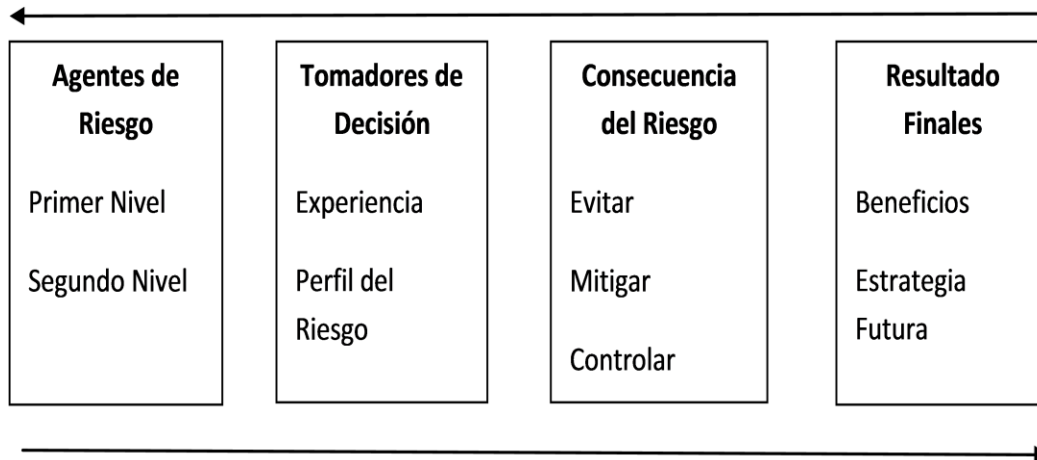 Agentes de
Riesgo
Primer Nivel
Segundo Nivel
Tomadores de
Decisión
Experiencia
Perfil del
Riesgo
Consecuencia
del Riesgo
Evitar
Mitigar
Controlar
Resultado
Finales
Beneficios
Estrategia
Futura